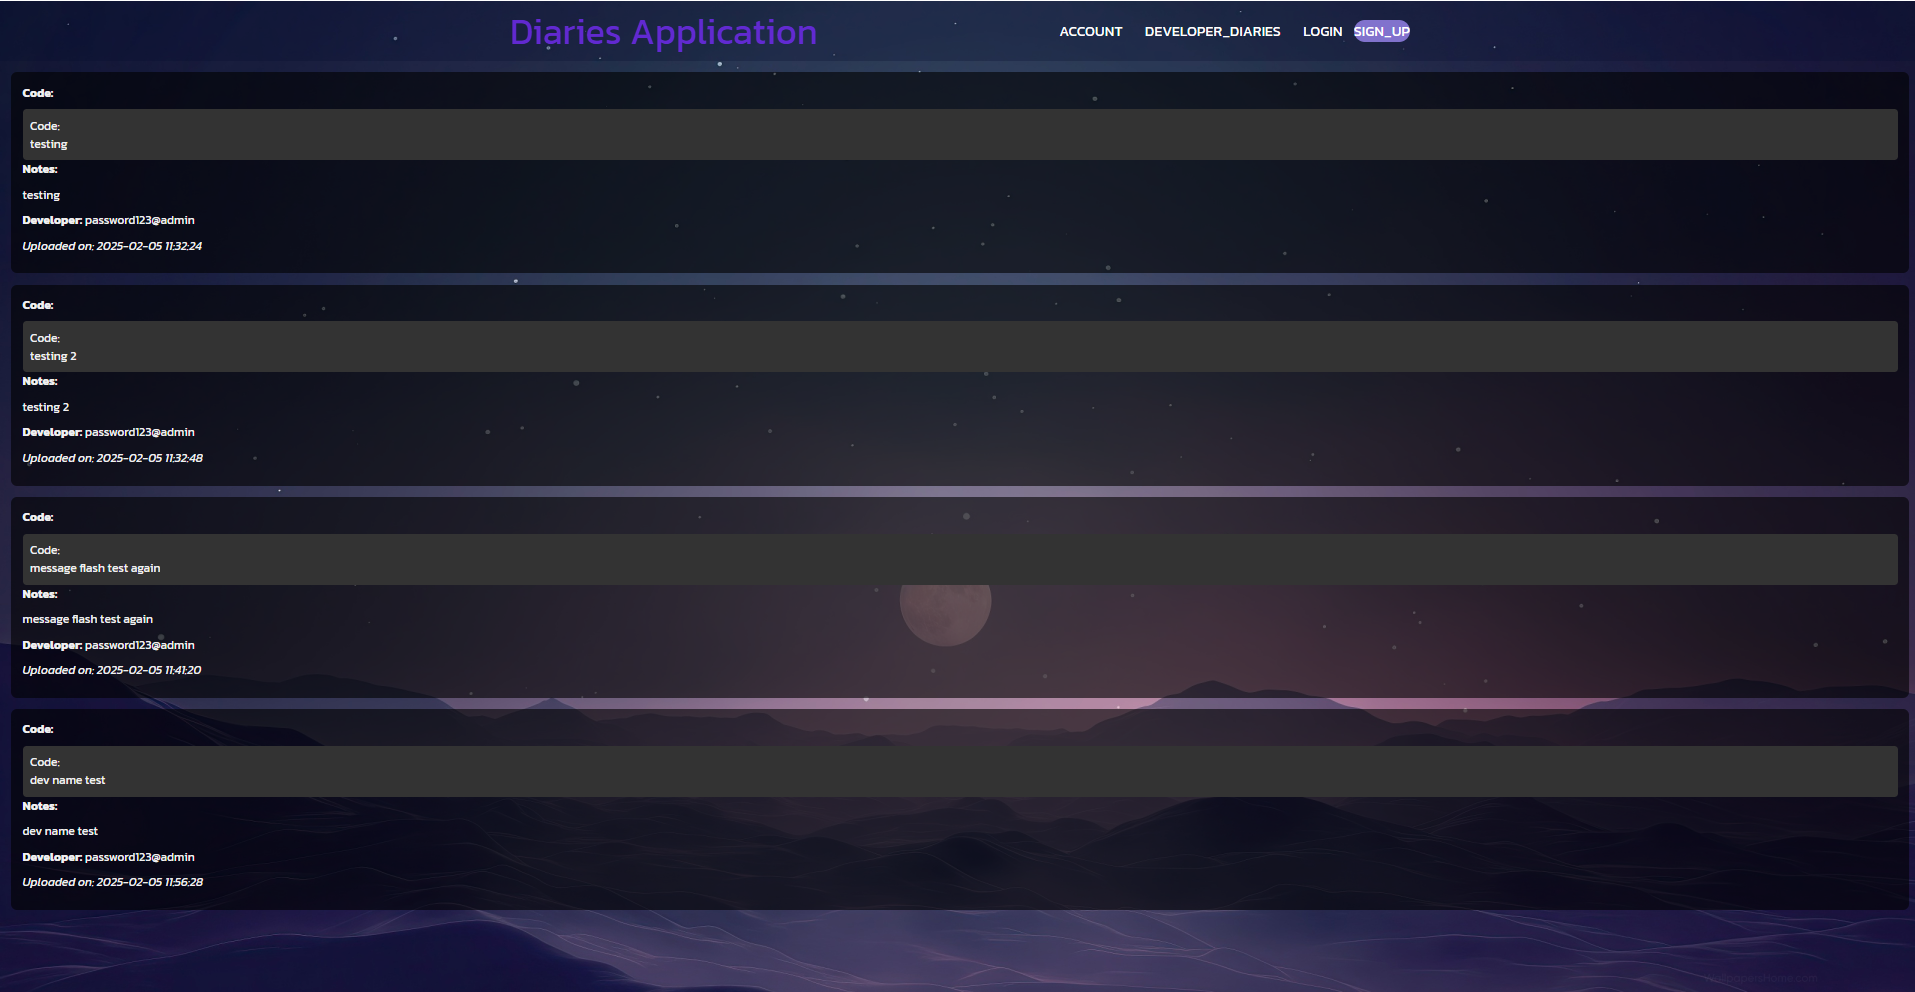 Diaries Application
ACCOUNT DEVELOPER_DIARIES LOGIN SIGN_UP
Code:
Code:
testing
Notes:
testing
Developer: password123@admin
Uploaded on: 2025-02-05 11:32:24
Code:
Code:
testing 2
Notes:
testing 2
Developer: password123@admin
Uploaded on: 2025-02-05 11:32:48
Code:
Code:
message flash test again
Notes:
message flash test again
Developer: password123@admin
Uploaded on: 2025-02-05 11:41:20
Code:
Code:
dev name test
Notes:
dev name test
Developer: password123@admin
Uploaded on: 2025-02-05 11:56:28